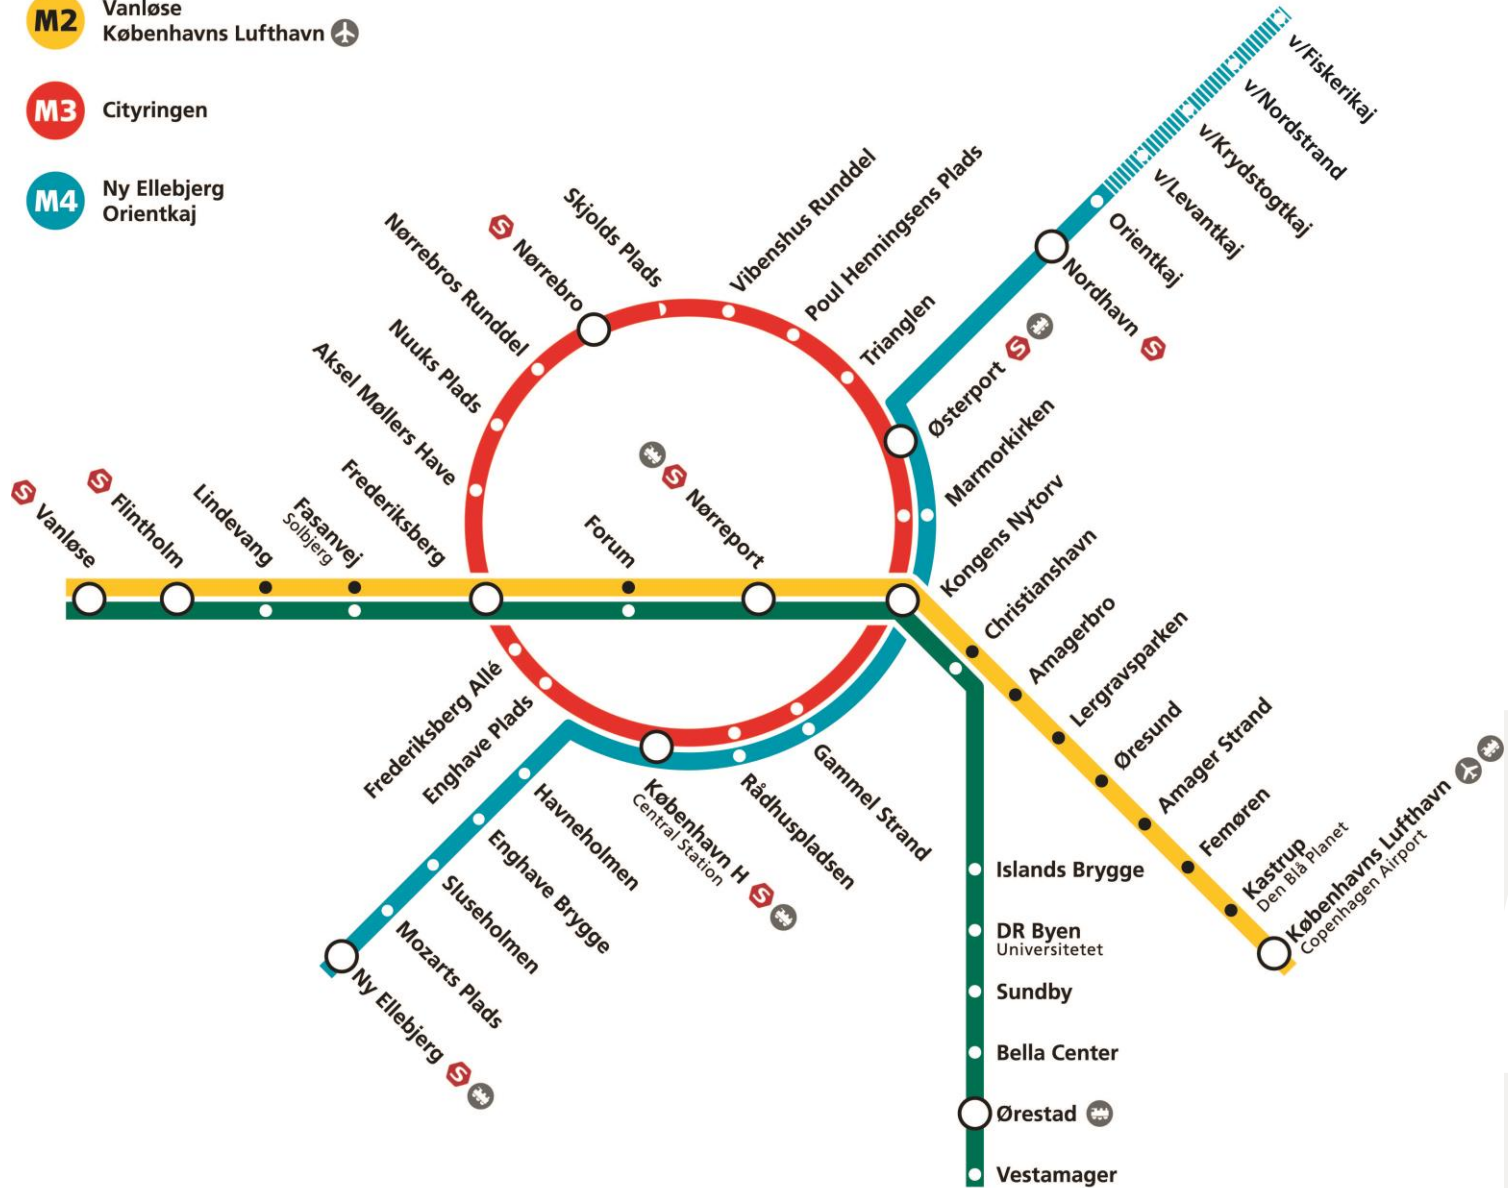 M2
Vanløse
Københavns Lufthavn
M3
Cityringen
M4
Ny Ellebjerg
Orientkaj
v/Fiskerikaj
v/Nordstrand
v/Krydstogtkaj
v/Levantkaj
Orientkaj
Nordhavn
S
Østerport
S
Marmorkirken
Kongens Nytorv
Christianshavn
Amagerbro
Lergravsparken
Øresund
Amager Strand
Femøren
Kastrup
Den Blå Planet
Københavns Lufthavn
Copenhagen Airport
Trianglen
Poul Henningsens Plads
Vibenshus Runddel
Skjolds Plads
S
Nørrebro
Nørrebros Runddel
Nuuks Plads
Aksel Møllers Have
Frederiksberg
S
Vanløse
S
Flintholm
Lindevang
Fasanvej
Solbjerg
Forum
S
Nørreport
Frederiksberg Allé
Enghave Plads
København H
Central Station
S
Rådhuspladsen
Gammel Strand
Havneholmen
Enghave Brygge
Sluseholmen
Mozarts Plads
Ny Ellebjerg
S
Islands Brygge
DR Byen
Universitetet
Sundby
Bella Center
Ørestad
Vestamager